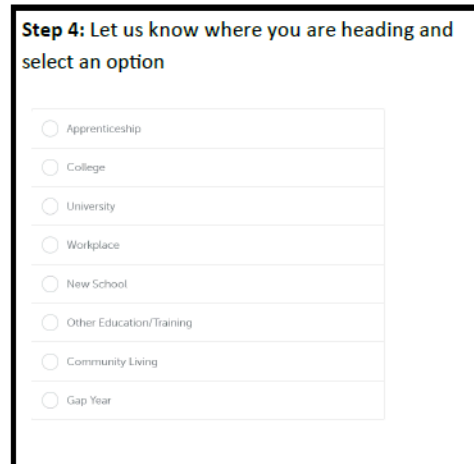 Step 4: Let us know where you are heading and
select an option
Apprenticeship
College
University
Workplace
New School
Other Education/Training
Community Living
Gap Year